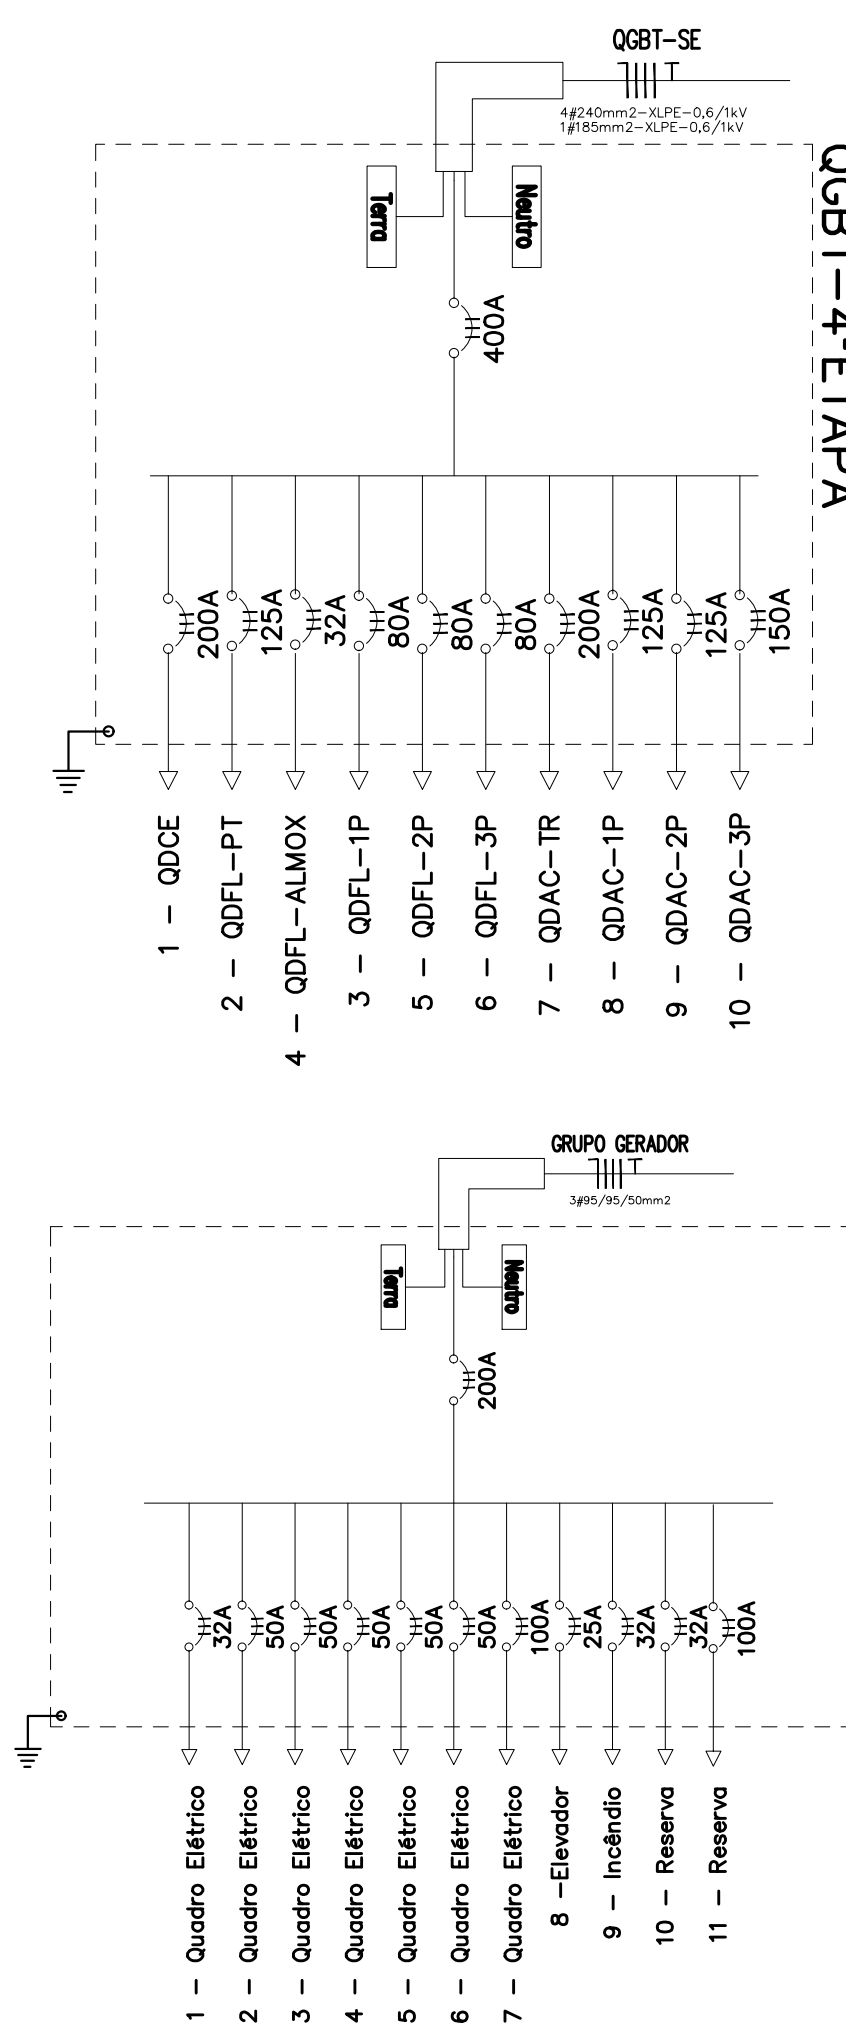 QGBT-SE
4#240mm2-XLPE-0,6/1kV
1#185mm2-XLPE-0,6/1kV
QGBT-4ªETAPA
Terra
Neutro
400A
200A
125A
32A
80A
80A
80A
200A
125A
125A
150A
1 - QDCE
2 - QDFL-PT
4 - QDFL-ALMOX
3 - QDFL-1P
5 - QDFL-2P
6 - QDFL-3P
7 - QDAC-TR
8 - QDAC-1P
9 - QDAC-2P
10 - QDAC-3P
GRUPO GERADOR
3#95/95/50mm2
Terra
Neutro
200A
32A
50A
50A
50A
50A
50A
100A
25A
32A
32A
100A
1 - Quadro Elétrico
2 - Quadro Elétrico
3 - Quadro Elétrico
4 - Quadro Elétrico
5 - Quadro Elétrico
6 - Quadro Elétrico
7 - Quadro Elétrico
8 -Elevador
9 - Incêndio
10 - Reserva
11 - Reserva